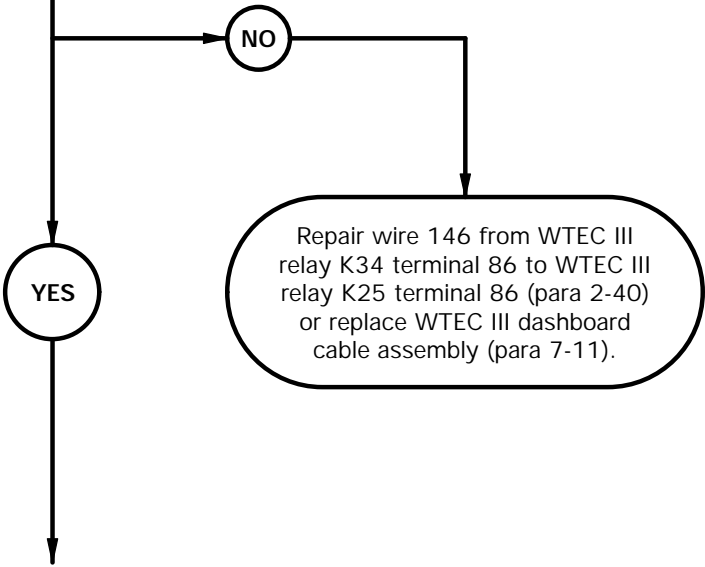 NO
Repair wire 146 from WTEC III
relay K34 terminal 86 to WTEC III
relay K25 terminal 86 (para 2-40)
or replace WTEC III dashboard
cable assembly (para 7-11).
YES